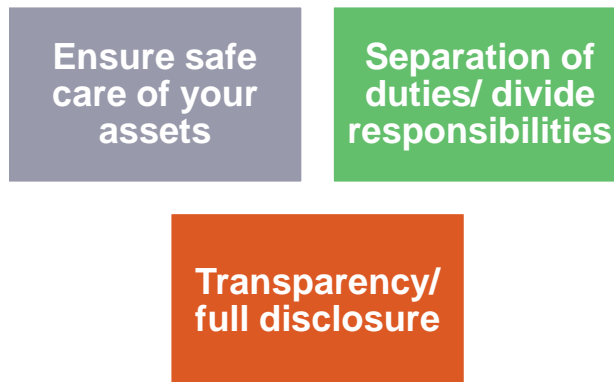 Ensure safe
care of your
assets
Separation of
duties/ divide
responsibilities
Transparency/
full disclosure